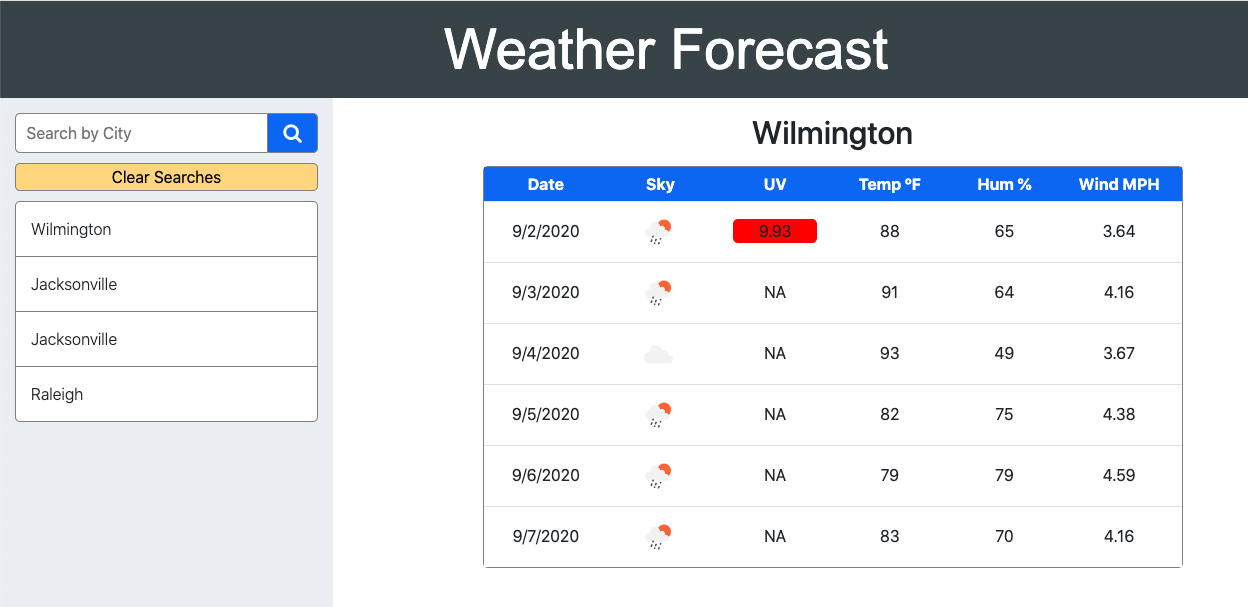 Weather Forecast
Search by City
Clear Searches
Wilmington
Jacksonville
Jacksonville
Raleigh
Wilmington
Date Sky UV Temp ºF Hum % Wind MPH
9/2/2020 9.93 88 65 3.64
9/3/2020 NA 91 64 4.16
9/4/2020 NA 93 49 3.67
9/5/2020 NA 82 75 4.38
9/6/2020 NA 79 79 4.59
9/7/2020 NA 83 70 4.16